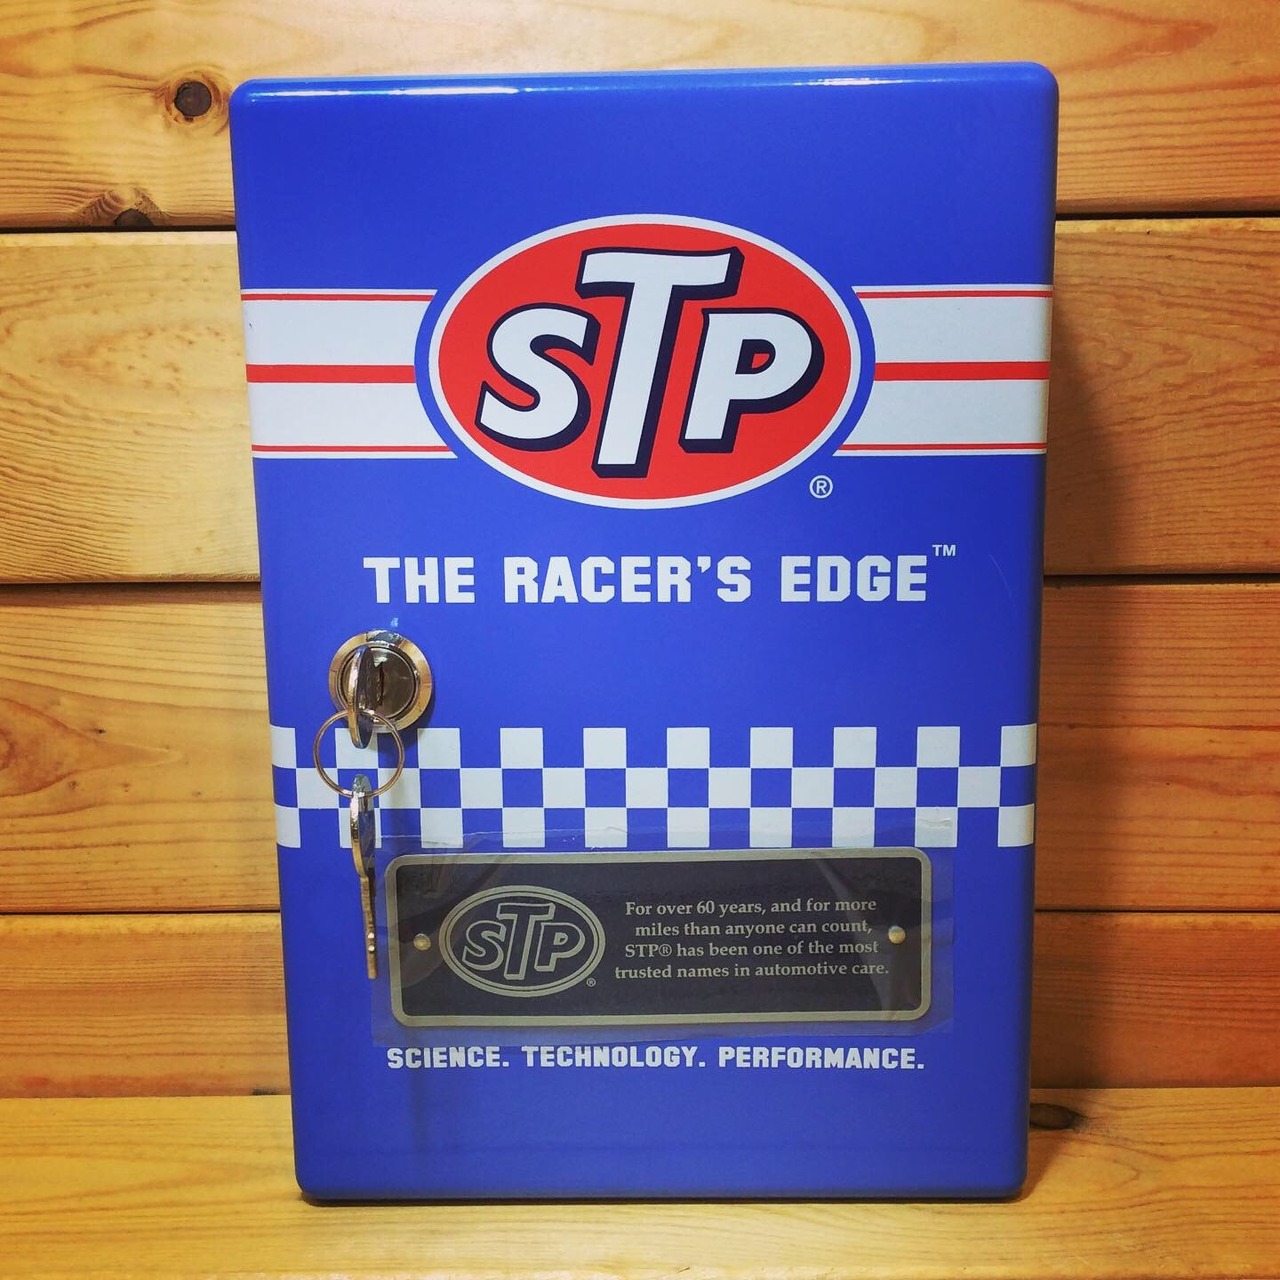 STP
®
THE RACER'S EDGE™
STP
®
For over 60 years, and for more
miles than anyone can count,
STP® has been one of the most
trusted names in automotive care.
SCIENCE. TECHNOLOGY. PERFORMANCE.